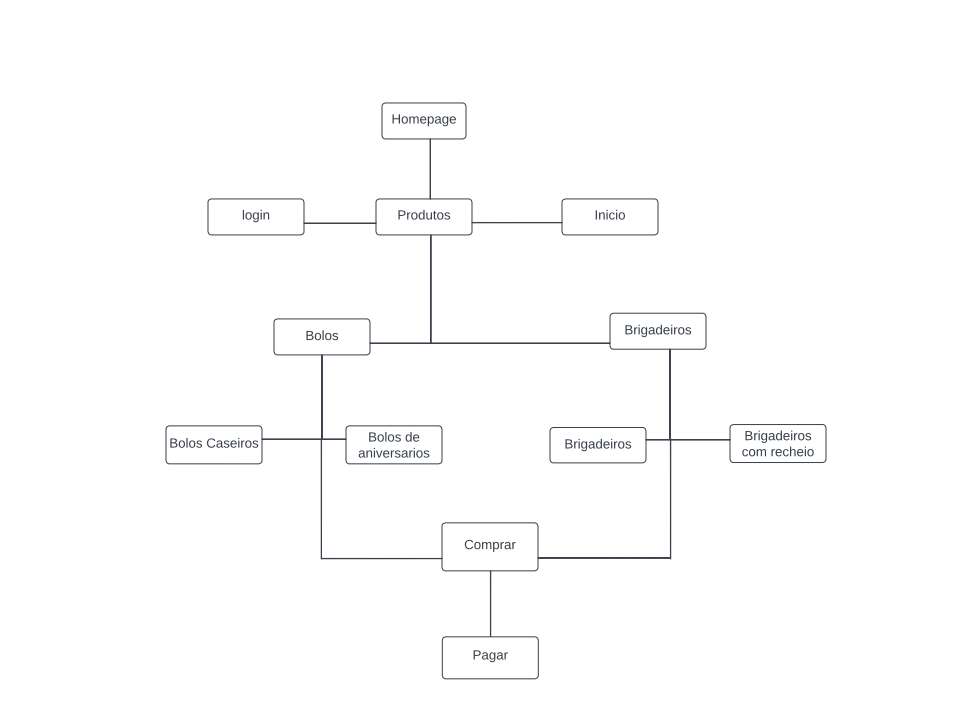 Homepage
login
Produtos
Inicio
Bolos
Brigadeiros
Bolos Caseiros
Bolos de
aniversarios
Brigadeiros
Brigadeiros
com recheio
Comprar
Pagar